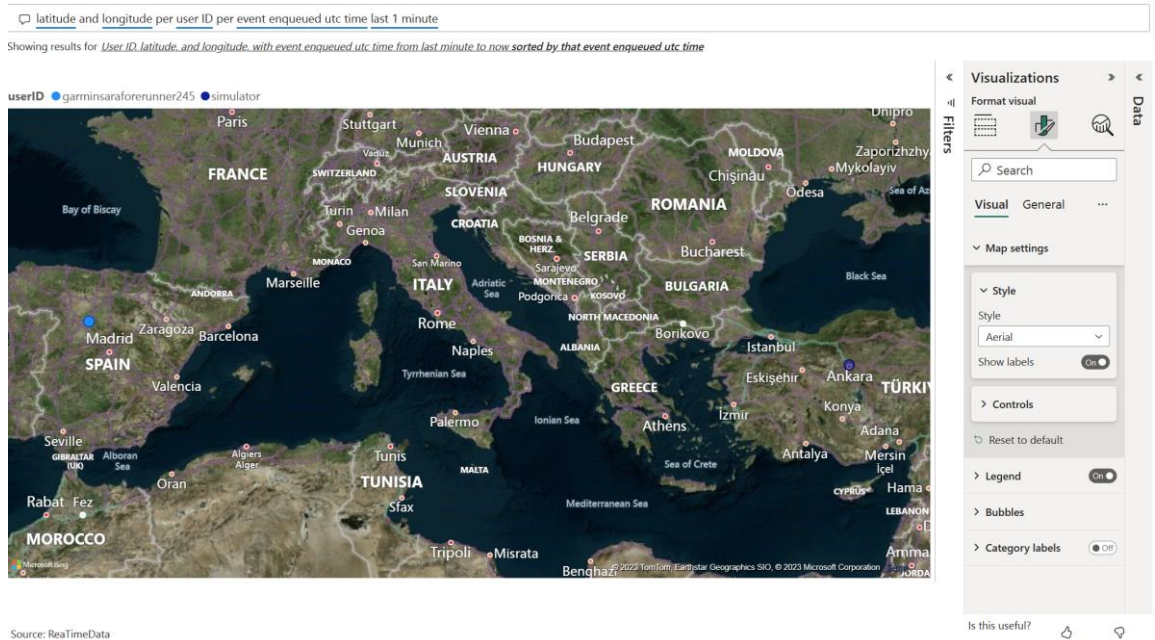 latitude and longitude per user ID per event enqueued utc time last 1 minute
Showing results for User ID, latitude, and longitude, with event enqueued utc time from last minute to now sorted by that event enqueued utc time
userID garminsaraforerunner245 simulator
Paris
Stuttgart
Munich
Vienna
Vaduz
AUSTRIA
Budapest
HUNGARY
MOLDOVA
Chişinău
Dnipro
Zaporizhzhy
Mykolayiv
Odesa
Sea of Az
FRANCE
SWITZERLAND
SLOVENIA
Bay of Biscay
Turin
Milan
Genoa
CROATIA
Belgrade
ROMANIA
BOSNIA &
HERZ.
SERBIA
Bucharest
MONACO
San Marino
Sarajevo
Marseille
ITALY
Adriatic
Sea
MONTENEGRO
Podgorica
KOSOVO
BULGARIA
Black Sea
ANDORRA
Madrid
Zaragoza
Barcelona
Rome
NORTH MACEDONIA
Borikovo
Istanbul
SPAIN
Naples
ALBANIA
Valencia
Tyrrhenian Sea
GREECE
Eskişehir
Ankara
TÜRKİY
Palermo
Ionian Sea
Athens
İzmir
Konya
Adana
Seville
GIBRALTAR
(UK)
Alboran
Sea
Algiers
Alger
Tunis
MALTA
Sea of Crete
Antalya
Mersin
İçel
Oran
TUNISIA
CYPRUS
Hama
Rabat
Fez
Sfax
Mediterranean Sea
LEBANON
MOROCCO
Tripoli
Misrata
Benghazi
Amma
JORDA
Microsoft Bing
© 2023 TomTom, Earthstar Geographics SIO, © 2023 Microsoft Corporation
Source: ReaTimeData
Filters
Visualizations
Format visual
Search
Visual General ...
Map settings
Style
Style
Aerial
Show labels On
Controls
Reset to default
Legend On
Bubbles
Category labels Off
Is this useful?
Data